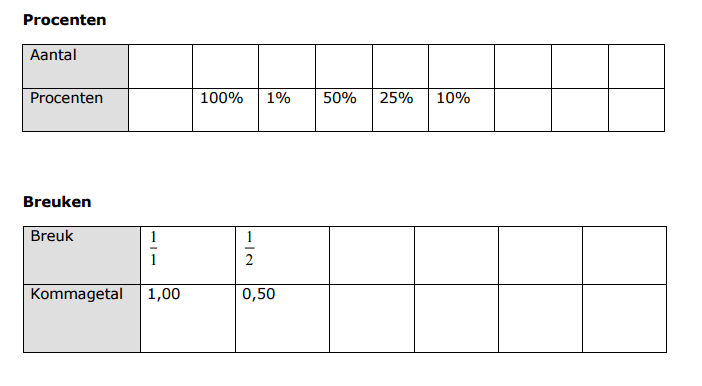 Procenten
Aantal
Procenten 100% 1% 50% 25% 10%
Breuken
Breuk 1/1 1/2
Kommagetal 1,00 0,50